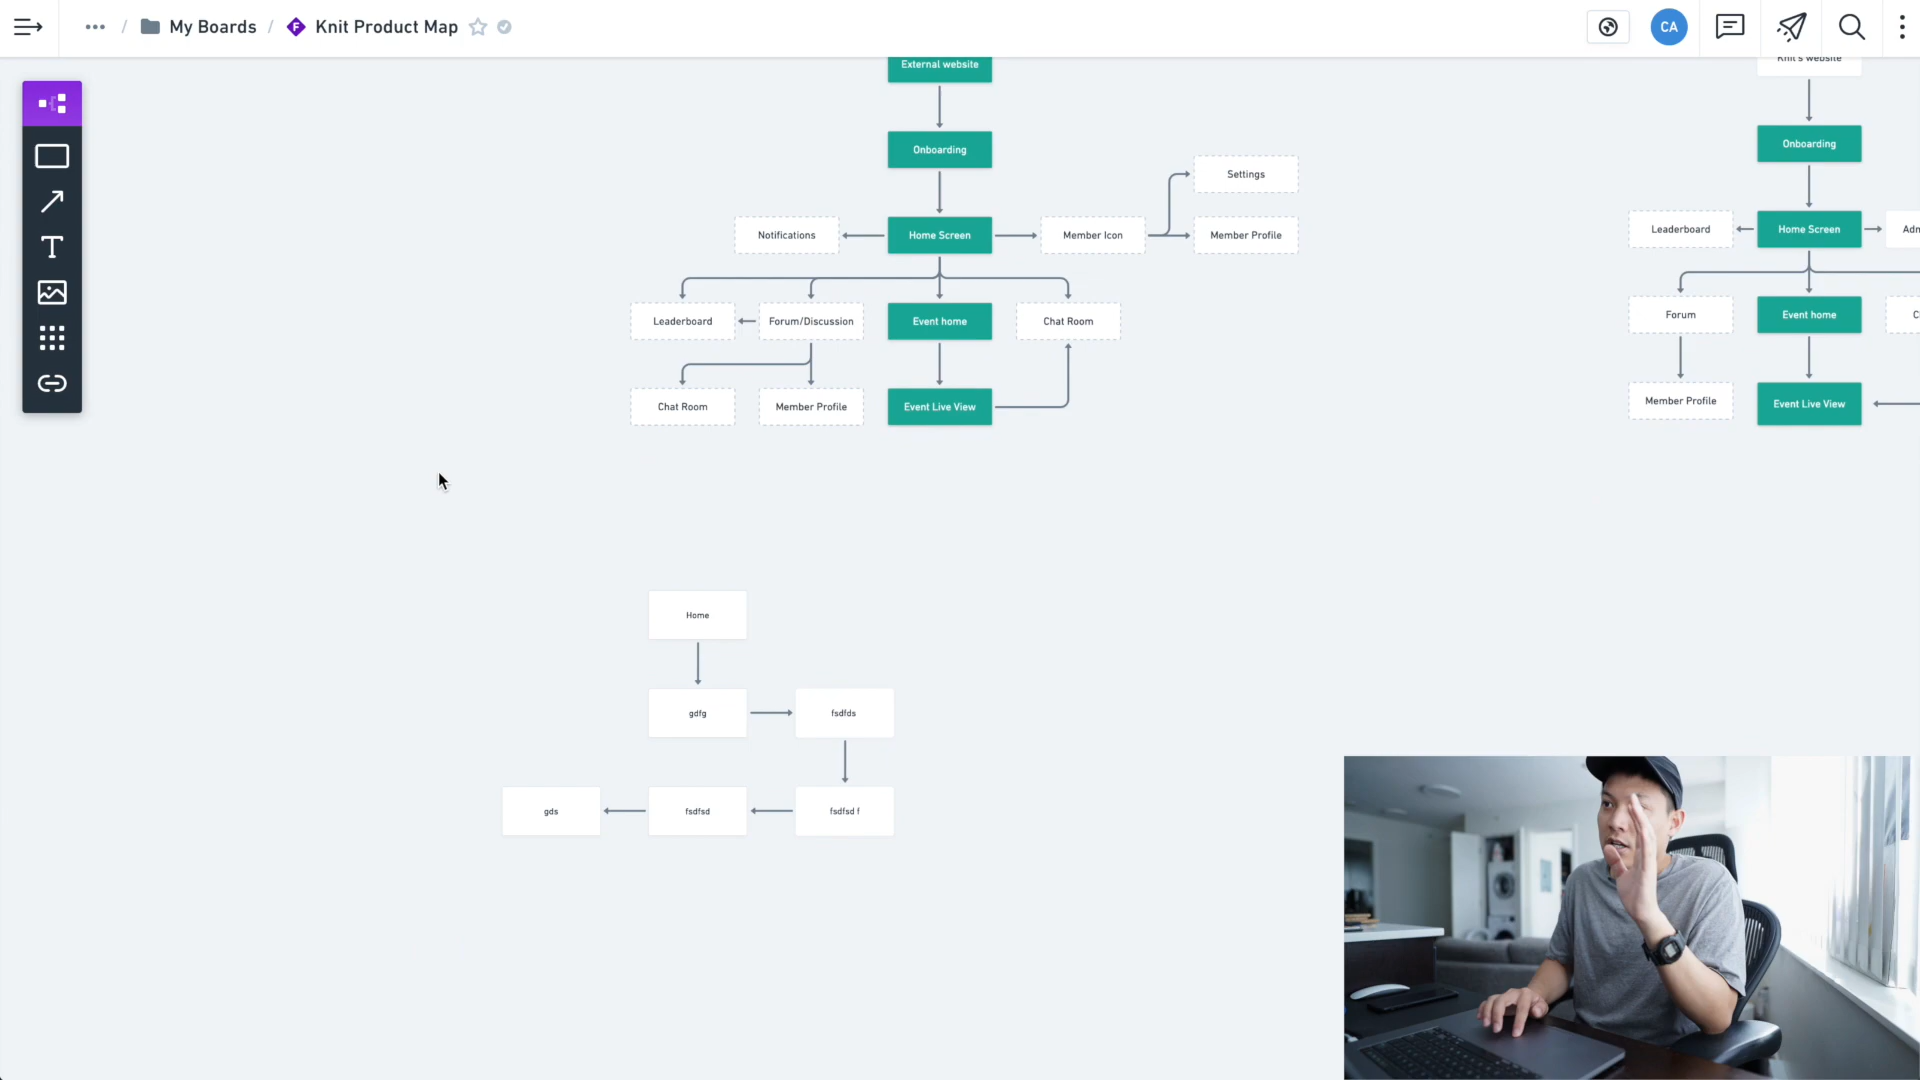 ... / My Boards / Knit Product Map
CA
T
External website
Knit's website
Onboarding
Onboarding
Settings
Notifications
Home Screen
Member Icon
Member Profile
Leaderboard
Home Screen
Leaderboard
Forum/Discussion
Event home
Chat Room
Forum
Event home
Chat Room
Member Profile
Event Live View
Member Profile
Event Live View
Home
gdfg
fsdfds
gds
fsdfsd
fsdfsd f